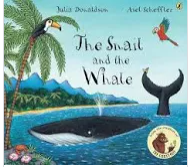 Julia Donaldson Axel Scheffler
The Snail
and the
Whale